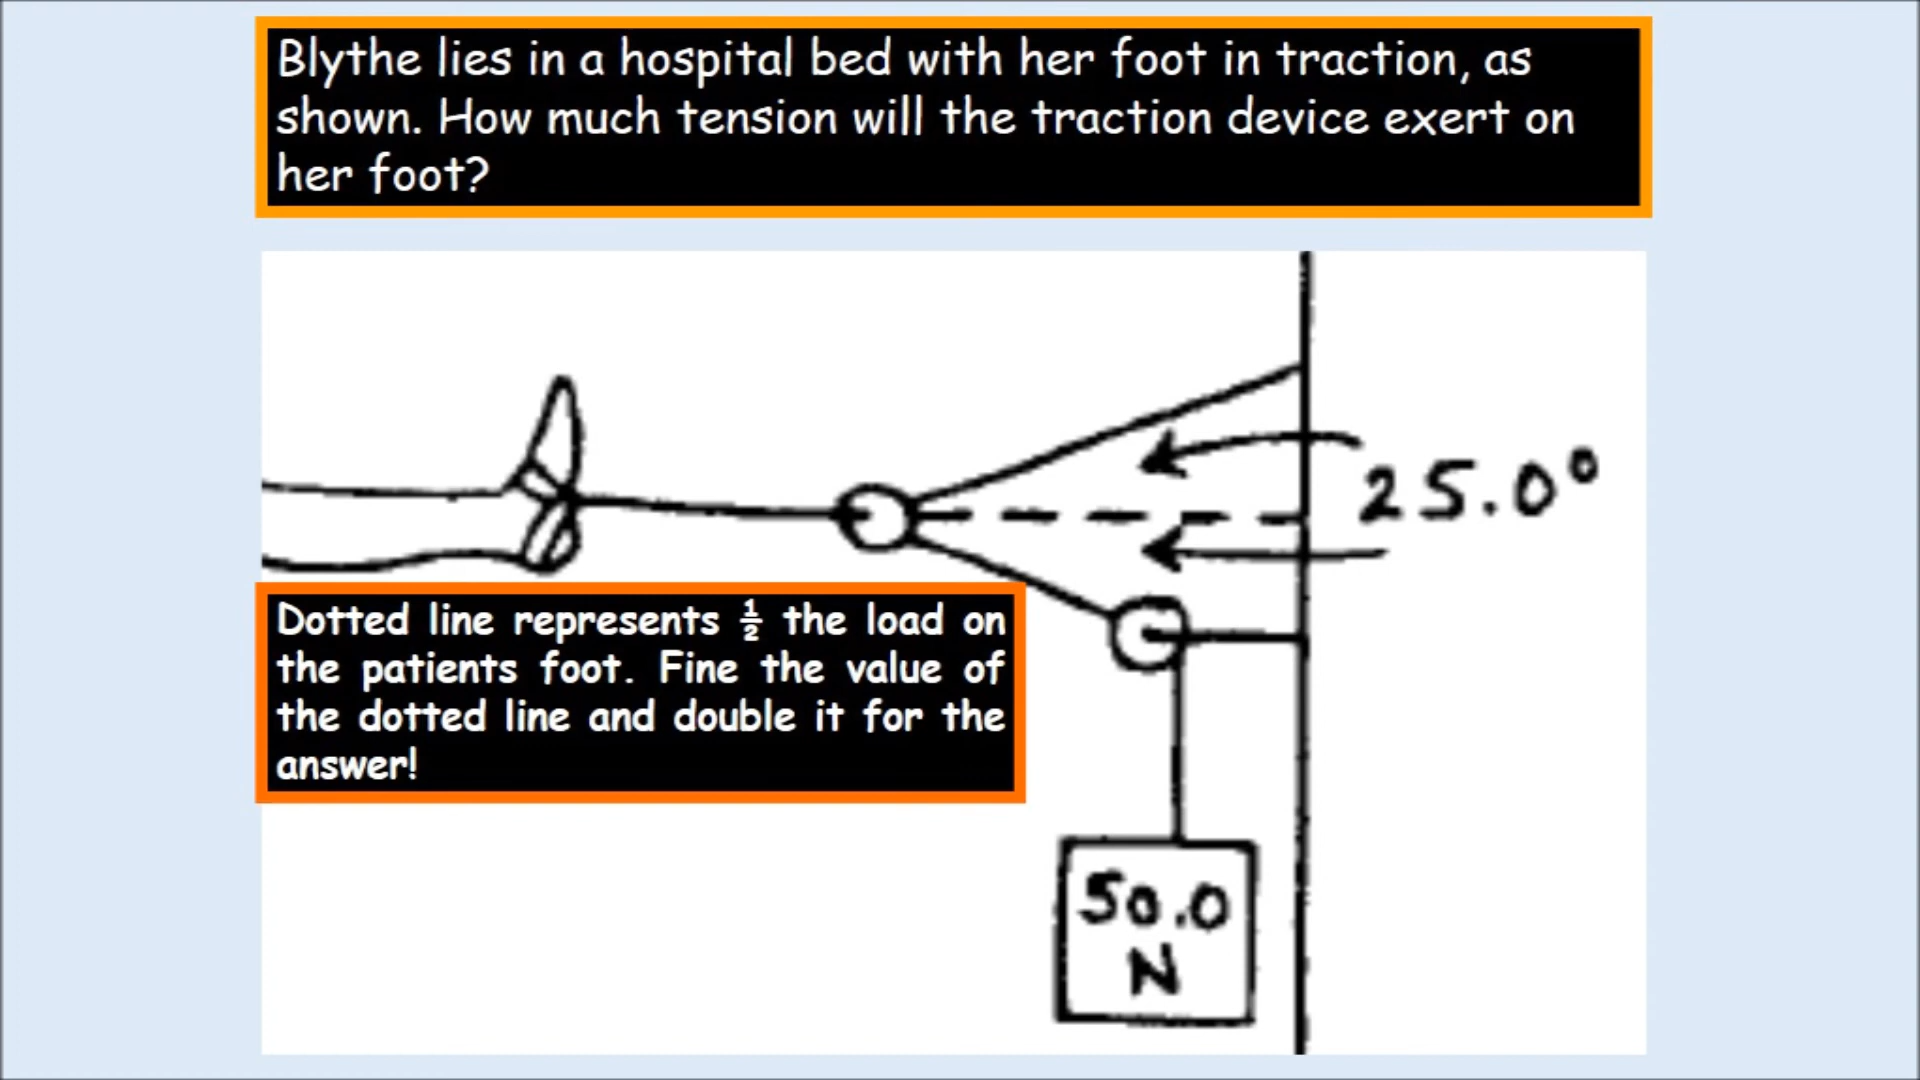 Blythe lies in a hospital bed with her foot in traction, as
shown. How much tension will the traction device exert on
her foot?
25.0°
Dotted line represents ½ the load on
the patients foot. Fine the value of
the dotted line and double it for the
answer!
50.0
N